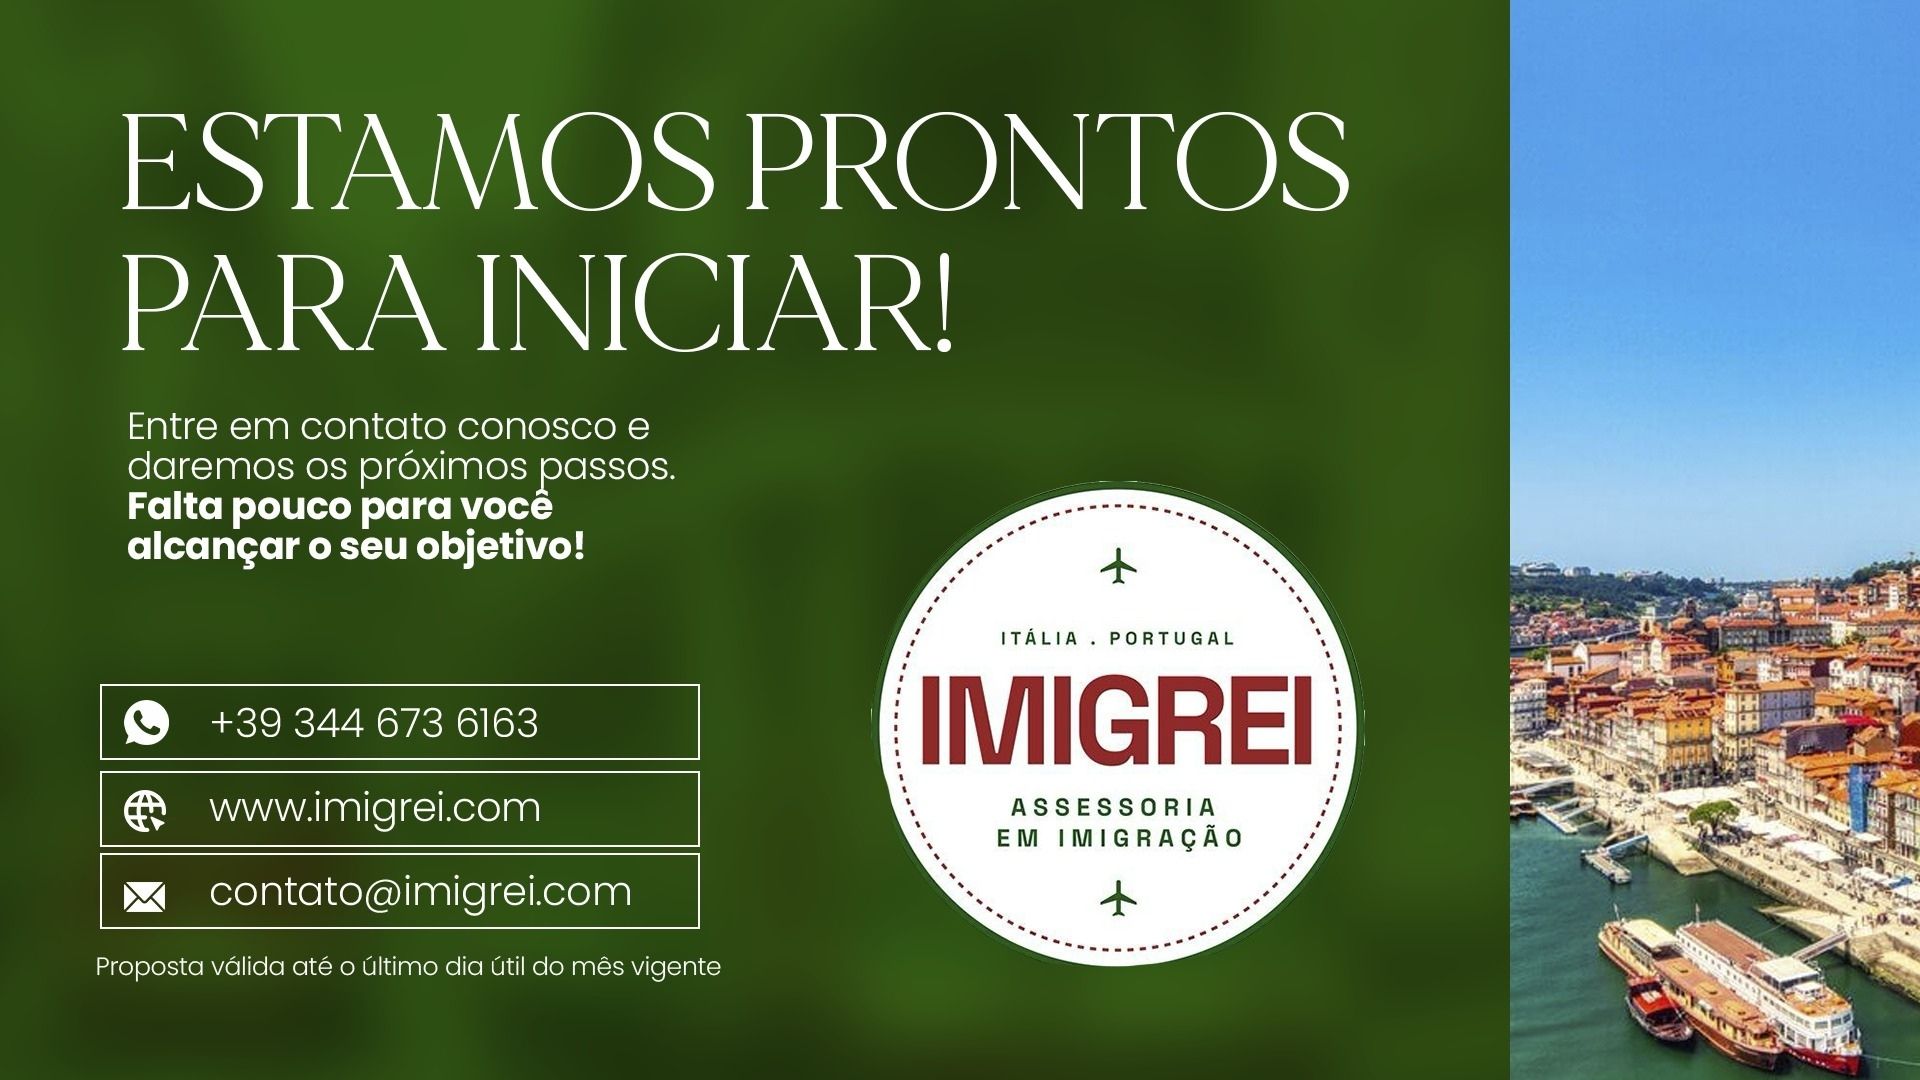 ESTAMOS PRONTOS
PARA INICIAR!
Entre em contato conosco e
daremos os próximos passos.
Falta pouco para você
alcançar o seu objetivo!
+39 344 673 6163
www.imigrei.com
contato@imigrei.com
Proposta válida até o último dia útil do mês vigente
ITÁLIA . PORTUGAL
IMIGREI
ASSESSORIA
EM IMIGRAÇÃO